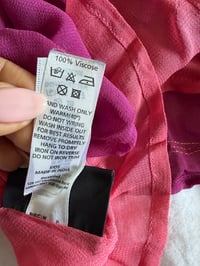 100% Viscose
HAND WASH ONLY
WARM(40º)
DO NOT WRING
WASH INSIDE OUT
FOR BEST RESULTS
REMOVE PROMPTLY
HANG TO DRY
IRON ON REVERSE
DO NOT IRON TRIM
MADE IN INDIA